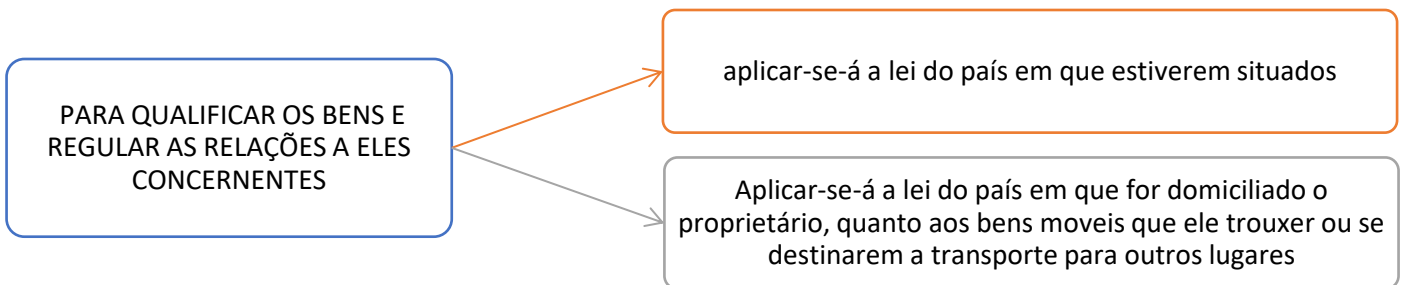 PARA QUALIFICAR OS BENS E
REGULAR AS RELAÇÕES A ELES
CONCERNENTES
aplicar-se-á a lei do país em que estiverem situados
Aplicar-se-á a lei do país em que for domiciliado o
proprietário, quanto aos bens moveis que ele trouxer ou se
destinarem a transporte para outros lugares